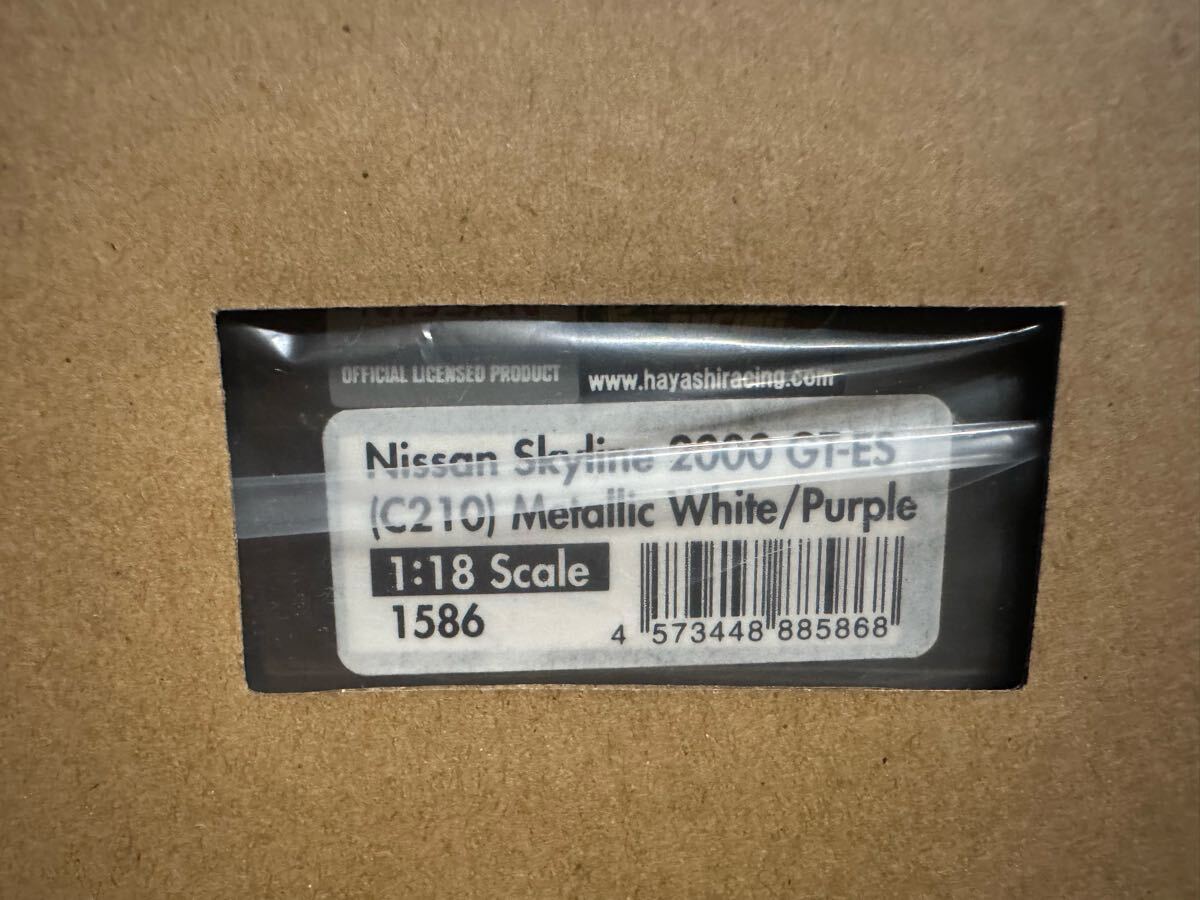 OFFICIAL LICENSED PRODUCT
www.hayashiracing.com
Nissan Skyline 2000 GT-ES
(C210) Metallic White/Purple
1:18 Scale
1586
4 573448 885868